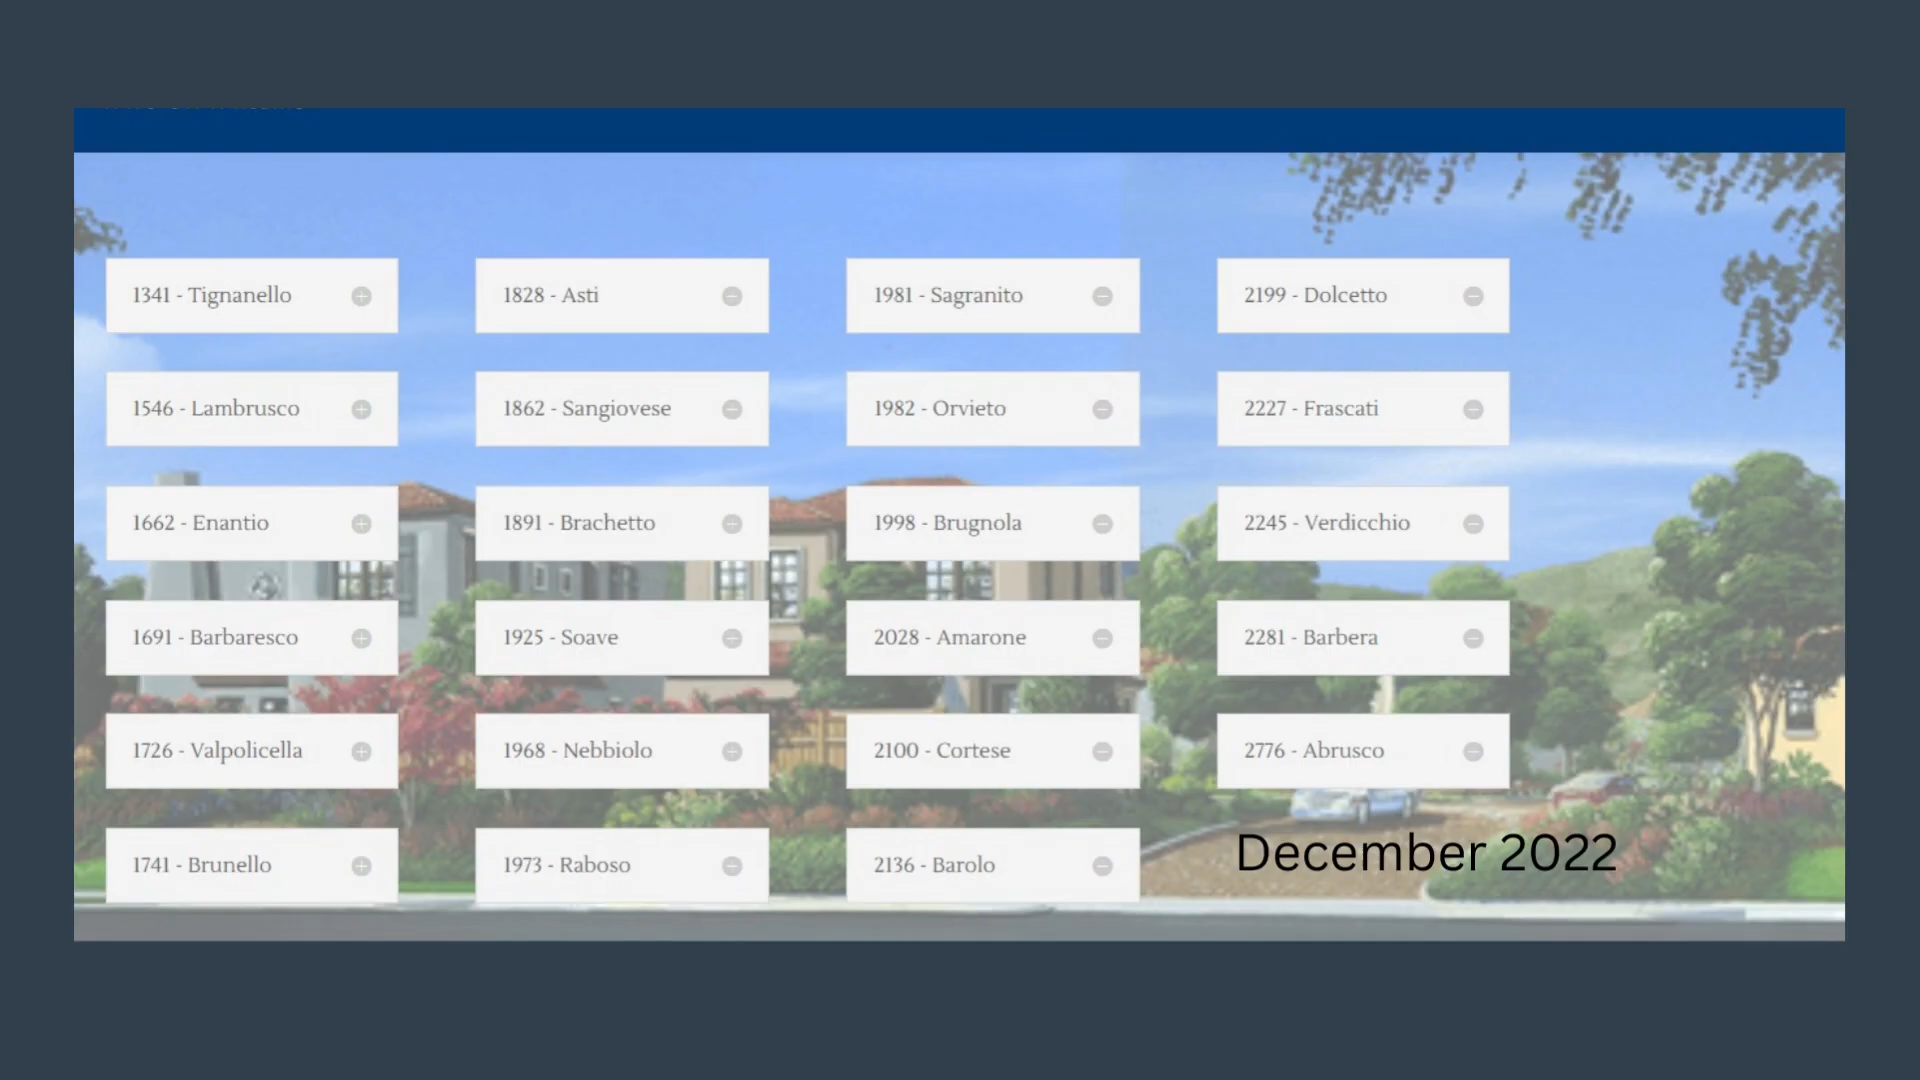 1341 - Tignanello
1546 - Lambrusco
1662 - Enantio
1691 - Barbaresco
1726 - Valpolicella
1741 - Brunello
1828 - Asti
1862 - Sangiovese
1891 - Brachetto
1925 - Soave
1968 - Nebbiolo
1973 - Raboso
1981 - Sagranito
1982 - Orvieto
1998 - Brugnola
2028 - Amarone
2100 - Cortese
2136 - Barolo
2199 - Dolcetto
2227 - Frascati
2245 - Verdicchio
2281 - Barbera
2776 - Abrusco
December 2022